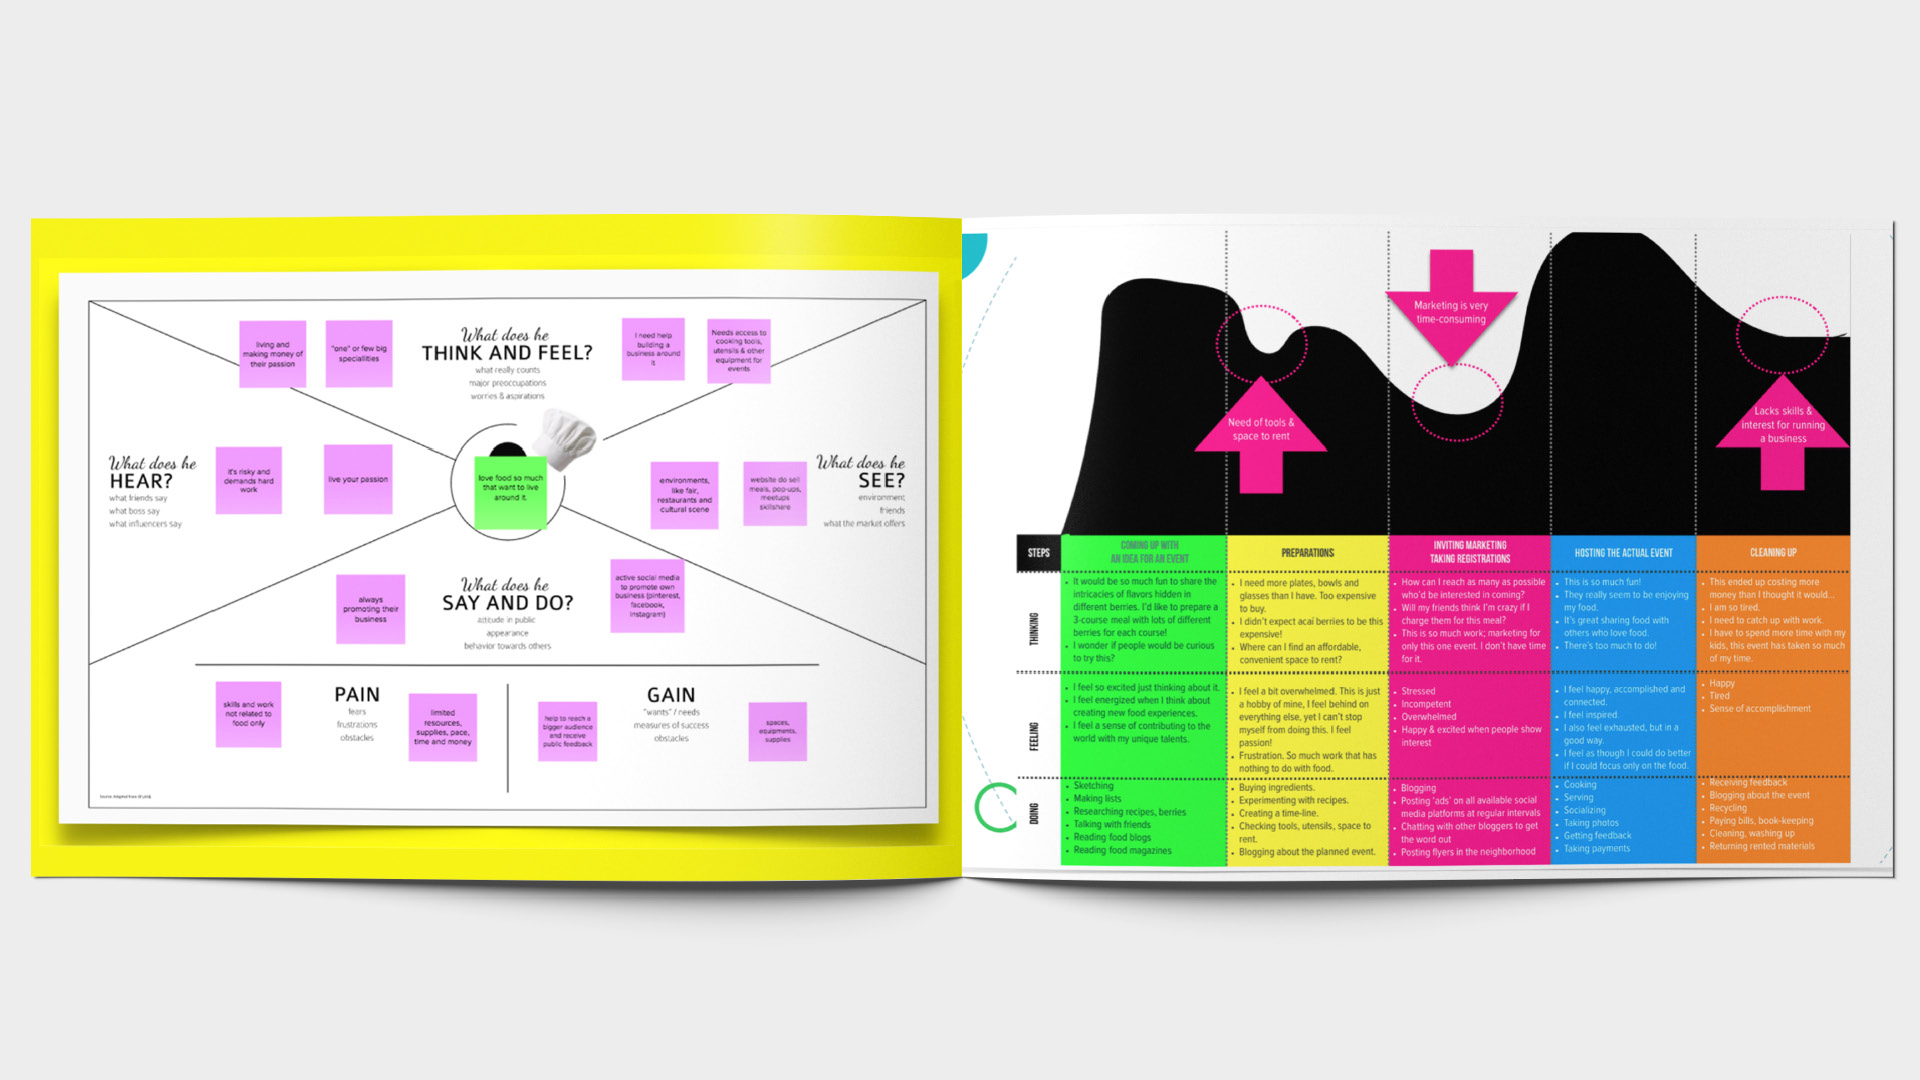 What does he
THINK AND FEEL?
what really counts
major preoccupations
worries & aspirations
living and
making money of
their passion
"one" or few big
specialities
I need help
building a
business around
it
Needs access to
cooking tools,
utensils & other
equipment for
events
What does he
HEAR?
what friends say
what boss say
what influencers say
it's risky and
demands hard
work
live your passion
love food so much
that want to live
around it.
environments,
like fair,
restaurants and
cultural scene
website do sell
meals, pop-ups,
meetups
skillshare
What does he
SEE?
environment
friends
what the market offers
What does he
SAY AND DO?
attitude in public
appearance
behavior towards others
always
promoting their
business
active social media
to promote own
business (pinterest,
facebook,
instagram)
PAIN
fears
frustrations
obstacles
skills and work
not related to
food only
limited
resources,
supplies, pace,
time and money
GAIN
"wants" / needs
measures of success
obstacles
help to reach a
bigger audience
and receive
public feedback
spaces,
equipments,
supplies
Need of tools &
space to rent
Marketing is very
time-consuming
Lacks skills &
interest for running
a business
STEPS
COMING UP WITH
AN IDEA FOR AN EVENT
PREPARATIONS
INVITING MARKETING
TAKING REGISTRATIONS
HOSTING THE ACTUAL EVENT
CLEANING UP
THINKING
• It would be so much fun to share the
intricacies of flavors hidden in
different berries. I'd like to prepare a
3-course meal with lots of different
berries for each course!
• I wonder if people would be curious
to try this?
• I need more plates, bowls and
glasses than I have. Too expensive
to buy.
• I didn't expect acai berries to be this
expensive!
• Where can I find an affordable,
convenient space to rent?
• How can I reach as many as possible
who'd be interested in coming?
• Will my friends think I'm crazy if I
charge them for this meal?
• This is so much work; marketing for
only this one event. I don't have time
for it.
• This is so much fun!
• They really seem to be enjoying
my food.
• It's great sharing food with
others who love food.
• There's too much to do!
• This ended up costing more
money than I thought it would...
• I am so tired.
• I need to catch up with work.
• I have to spend more time with my
kids, this event has taken so much
of my time.
FEELING
• I feel so excited just thinking about it.
• I feel energized when I think about
creating new food experiences.
• I feel a sense of contributing to the
world with my unique talents.
• I feel a bit overwhelmed. This is just
a hobby of mine, I feel behind on
everything else, yet I can't stop
myself from doing this. I feel
passion!
• Frustration. So much work that has
nothing to do with food.
• Stressed
• Incompetent
• Overwhelmed
• Happy & excited when people show
interest
• I feel happy, accomplished and
connected.
• I feel inspired.
• I also feel exhausted, but in a
good way.
• I feel as though I could do better
if I could focus only on the food.
• Happy
• Tired
• Sense of accomplishment
DOING
• Sketching
• Making lists
• Researching recipes, berries
• Talking with friends
• Reading food blogs
• Reading food magazines
• Buying ingredients.
• Experimenting with recipes.
• Creating a time-line.
• Checking tools, utensils, space to
rent.
• Blogging about the planned event.
• Blogging
• Posting 'ads' on all available social
media platforms at regular intervals
• Chatting with other bloggers to get
the word out
• Posting flyers in the neighborhood
• Cooking
• Serving
• Socializing
• Taking photos
• Getting feedback
• Taking payments
• Receiving feedback
• Blogging about the event
• Recycling
• Paying bills, book-keeping
• Cleaning, washing up
• Returning rented materials